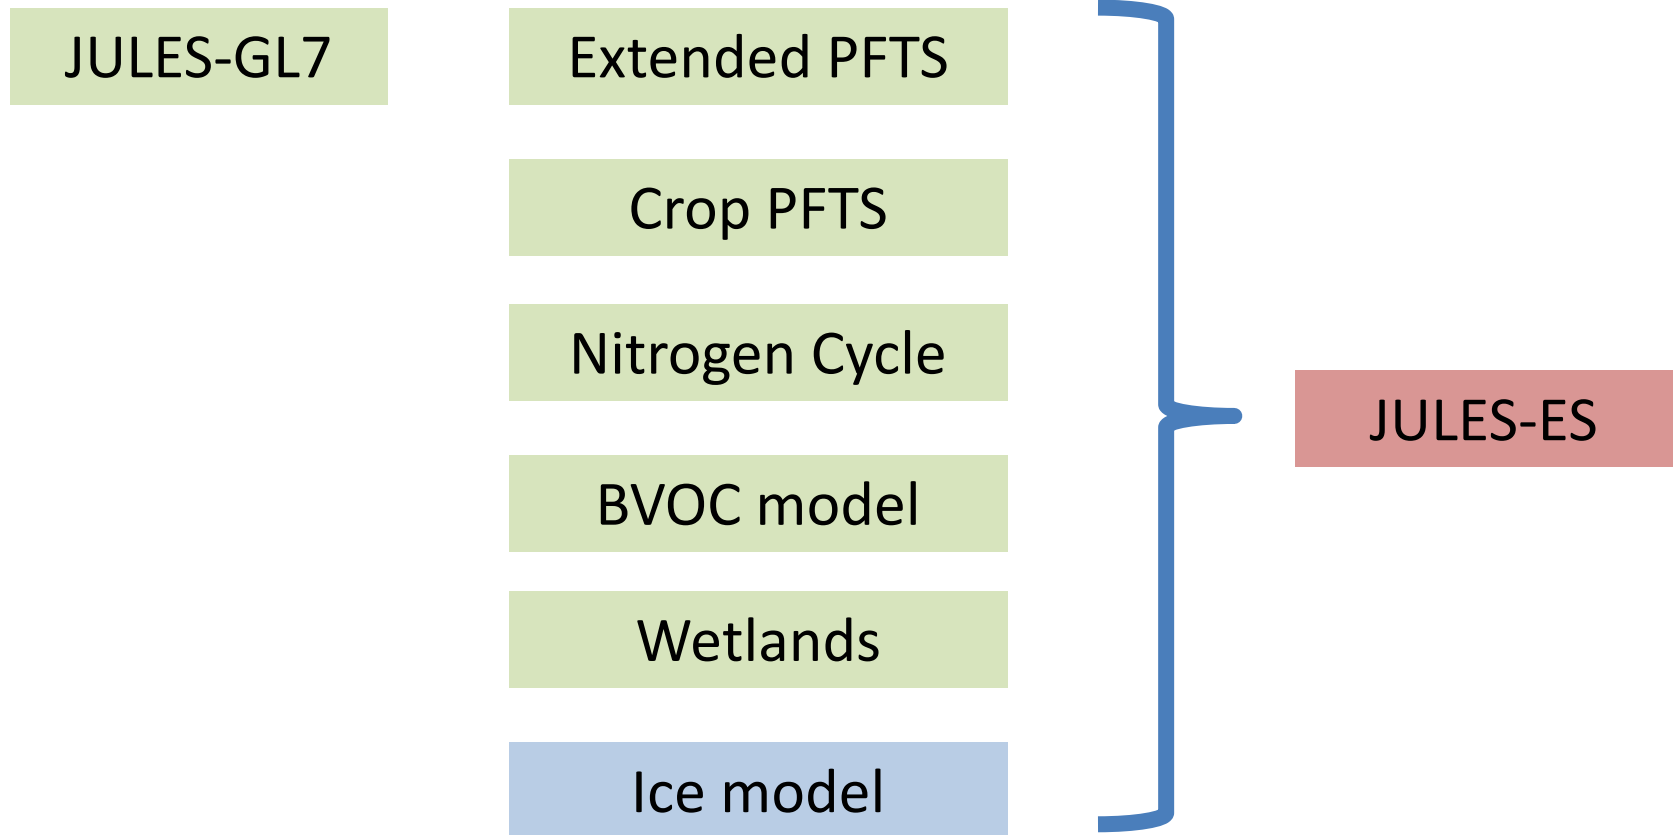 JULES-GL7
Extended PFTS
Crop PFTS
Nitrogen Cycle
BVOC model
Wetlands
Ice model
JULES-ES